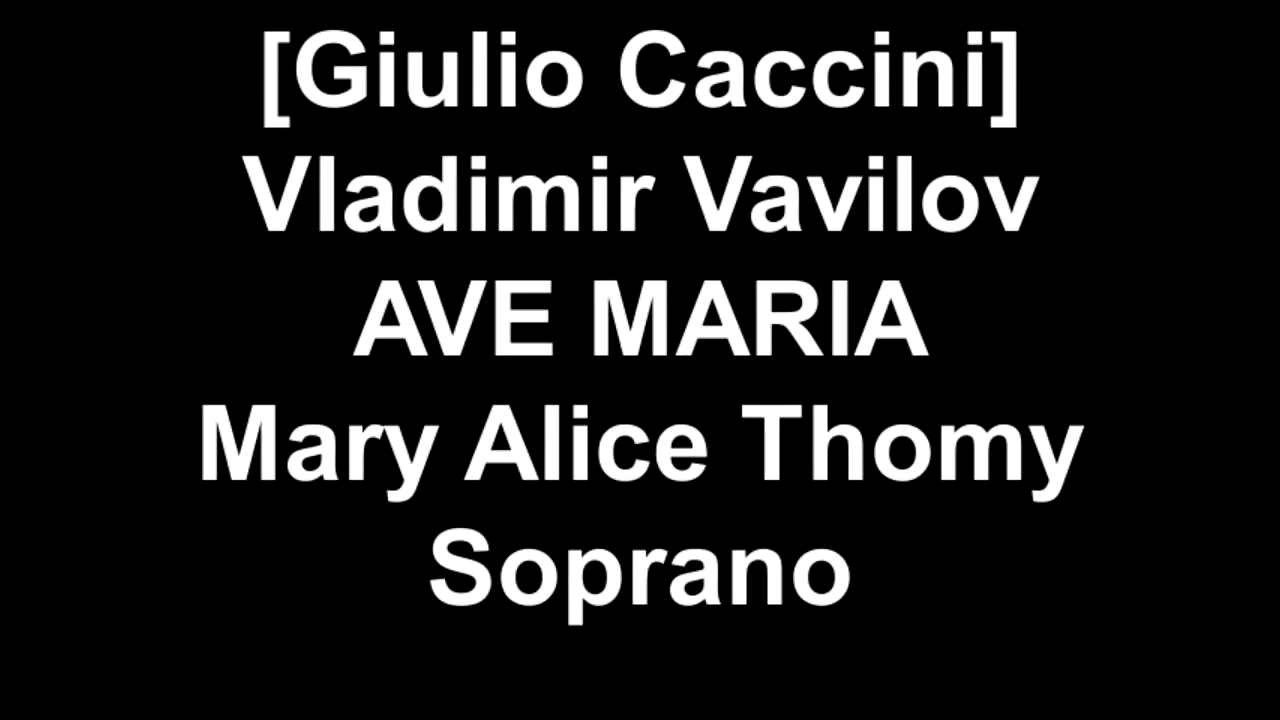 [Giulio Caccini]
Vladimir Vavilov
AVE MARIA
Mary Alice Thomy
Soprano